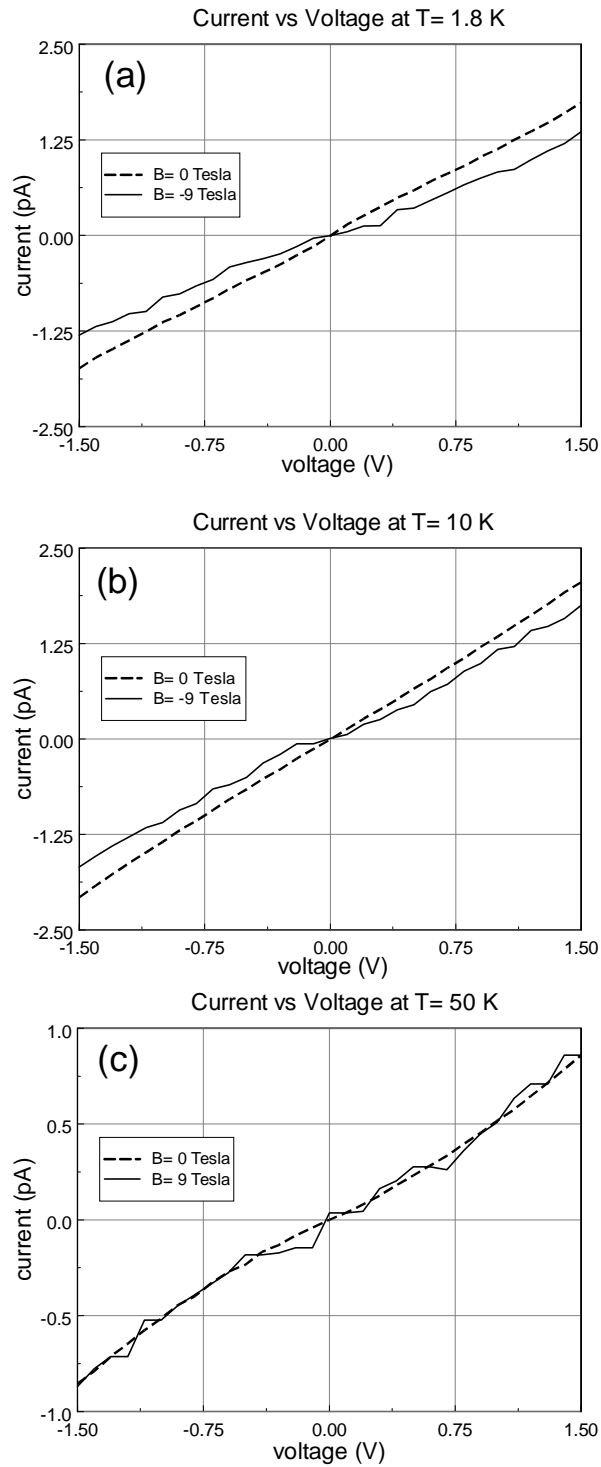 Current vs Voltage at T= 1.8 K
2.50
(a)
1.25
B= 0 Tesla
B= -9 Tesla
0.00
current (pA)
-1.25
-2.50
-1.50 -0.75 0.00 0.75 1.50
voltage (V)
Current vs Voltage at T= 10 K
2.50
(b)
1.25
B= 0 Tesla
B= -9 Tesla
0.00
current (pA)
-1.25
-2.50
-1.50 -0.75 0.00 0.75 1.50
voltage (V)
Current vs Voltage at T= 50 K
1.0
(c)
0.5
B= 0 Tesla
B= 9 Tesla
0.0
current (pA)
-0.5
-1.0
-1.50 -0.75 0.00 0.75 1.50
voltage (V)